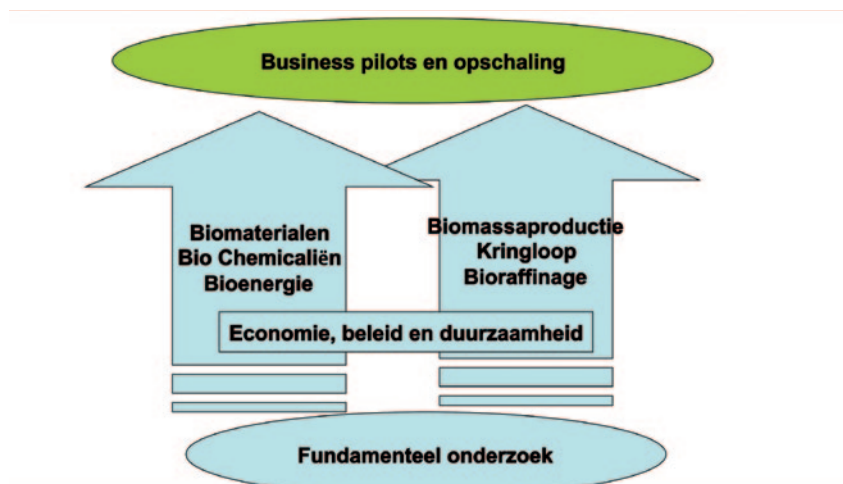 Business pilots en opschaling
Biomaterialen
Bio Chemicaliën
Bioenergie
Biomassaproductie
Kringloop
Bioraffinage
Economie, beleid en duurzaamheid
Fundamenteel onderzoek